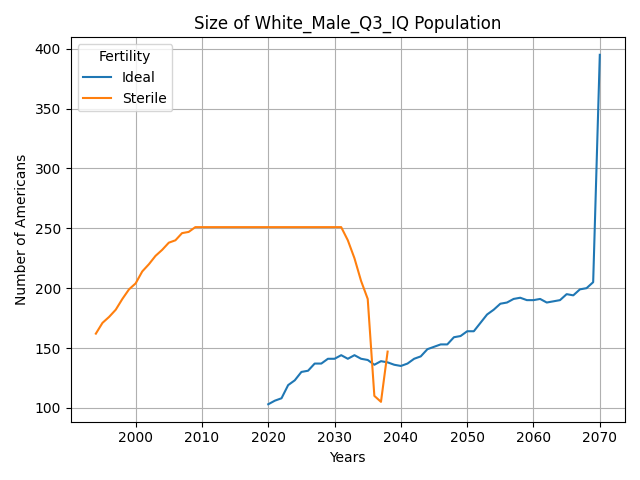 Size of White_Male_Q3_IQ Population
Fertility
Ideal
Sterile
Number of Americans
400
350
300
250
200
150
100
2000
2010
2020
2030
2040
2050
2060
2070
Years